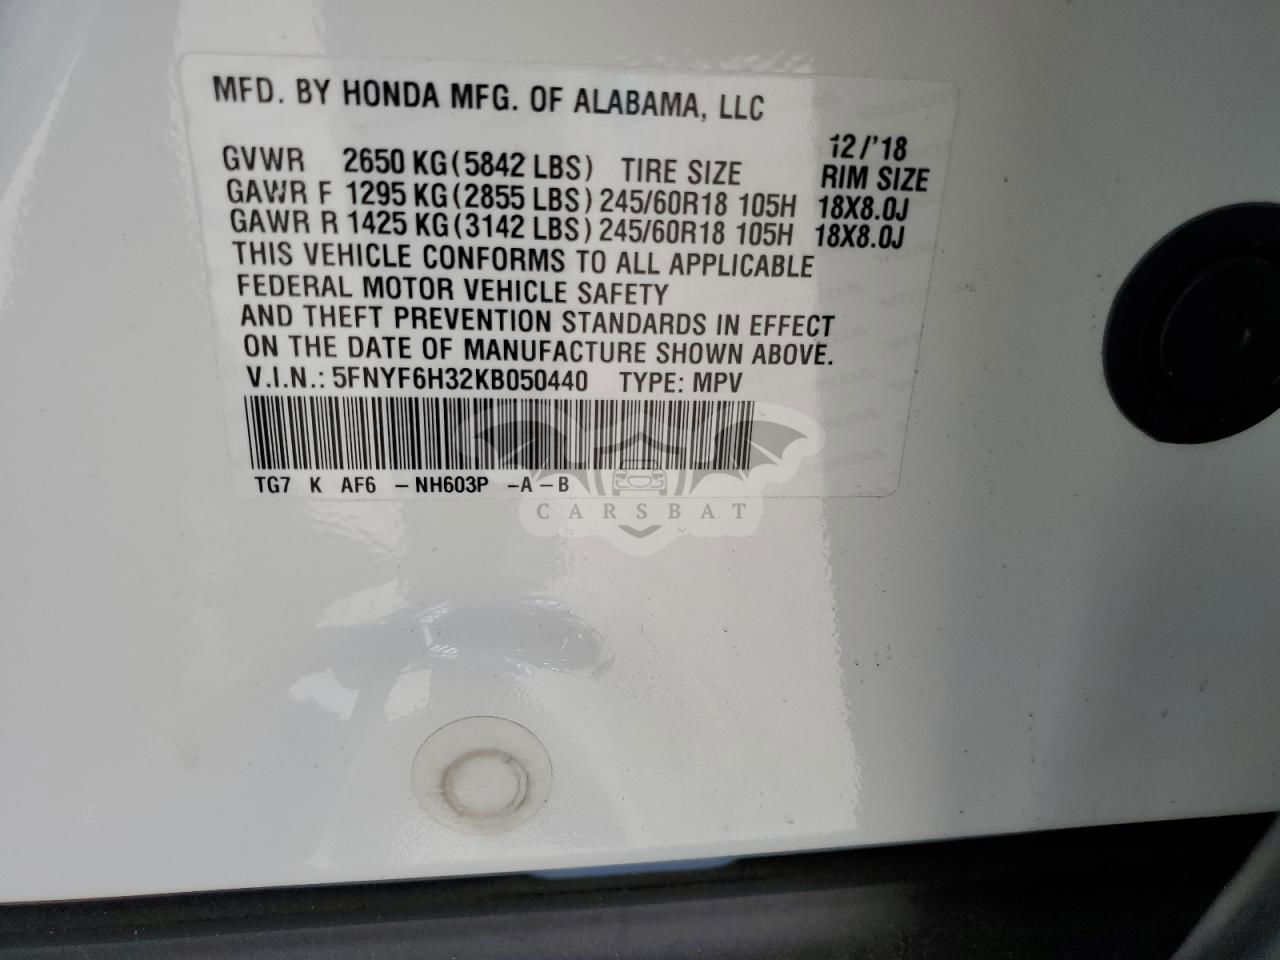 MFD. BY HONDA MFG. OF ALABAMA, LLC
12/'18
GVWR 2650 KG(5842 LBS) TIRE SIZE RIM SIZE
GAWR F 1295 KG(2855 LBS) 245/60R18 105H 18X8.0J
GAWR R 1425 KG(3142 LBS) 245/60R18 105H 18X8.0J
THIS VEHICLE CONFORMS TO ALL APPLICABLE
FEDERAL MOTOR VEHICLE SAFETY
AND THEFT PREVENTION STANDARDS IN EFFECT
ON THE DATE OF MANUFACTURE SHOWN ABOVE.
V.I.N.: 5FNYF6H32KB050440 TYPE: MPV
TG7 K AF6 -NH603P -A-B
CARSBAT